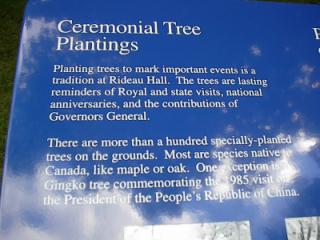 Ceremonial Tree
Plantings
Planting trees to mark important events is a
tradition at Rideau Hall. The trees are lasting
reminders of Royal and state visits, national
anniversaries, and the contributions of
Governors General.
There are more than a hundred specially-planted
trees on the grounds. Most are species native to
Canada, like maple or oak. One exception is
Gingko tree commemorating the 1985 visit of
the President of the People's Republic of China.